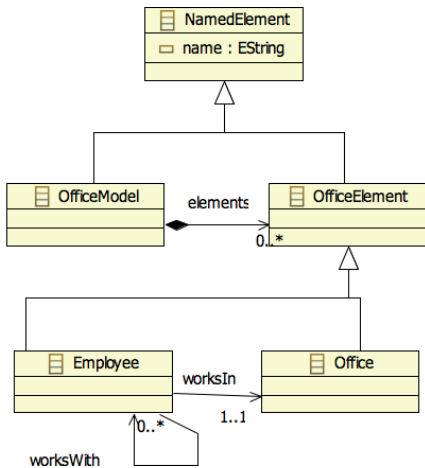 NamedElement
name : EString
OfficeModel
elements
OfficeElement
0..*
Employee
worksIn
Office
0..*
1..1
worksWith